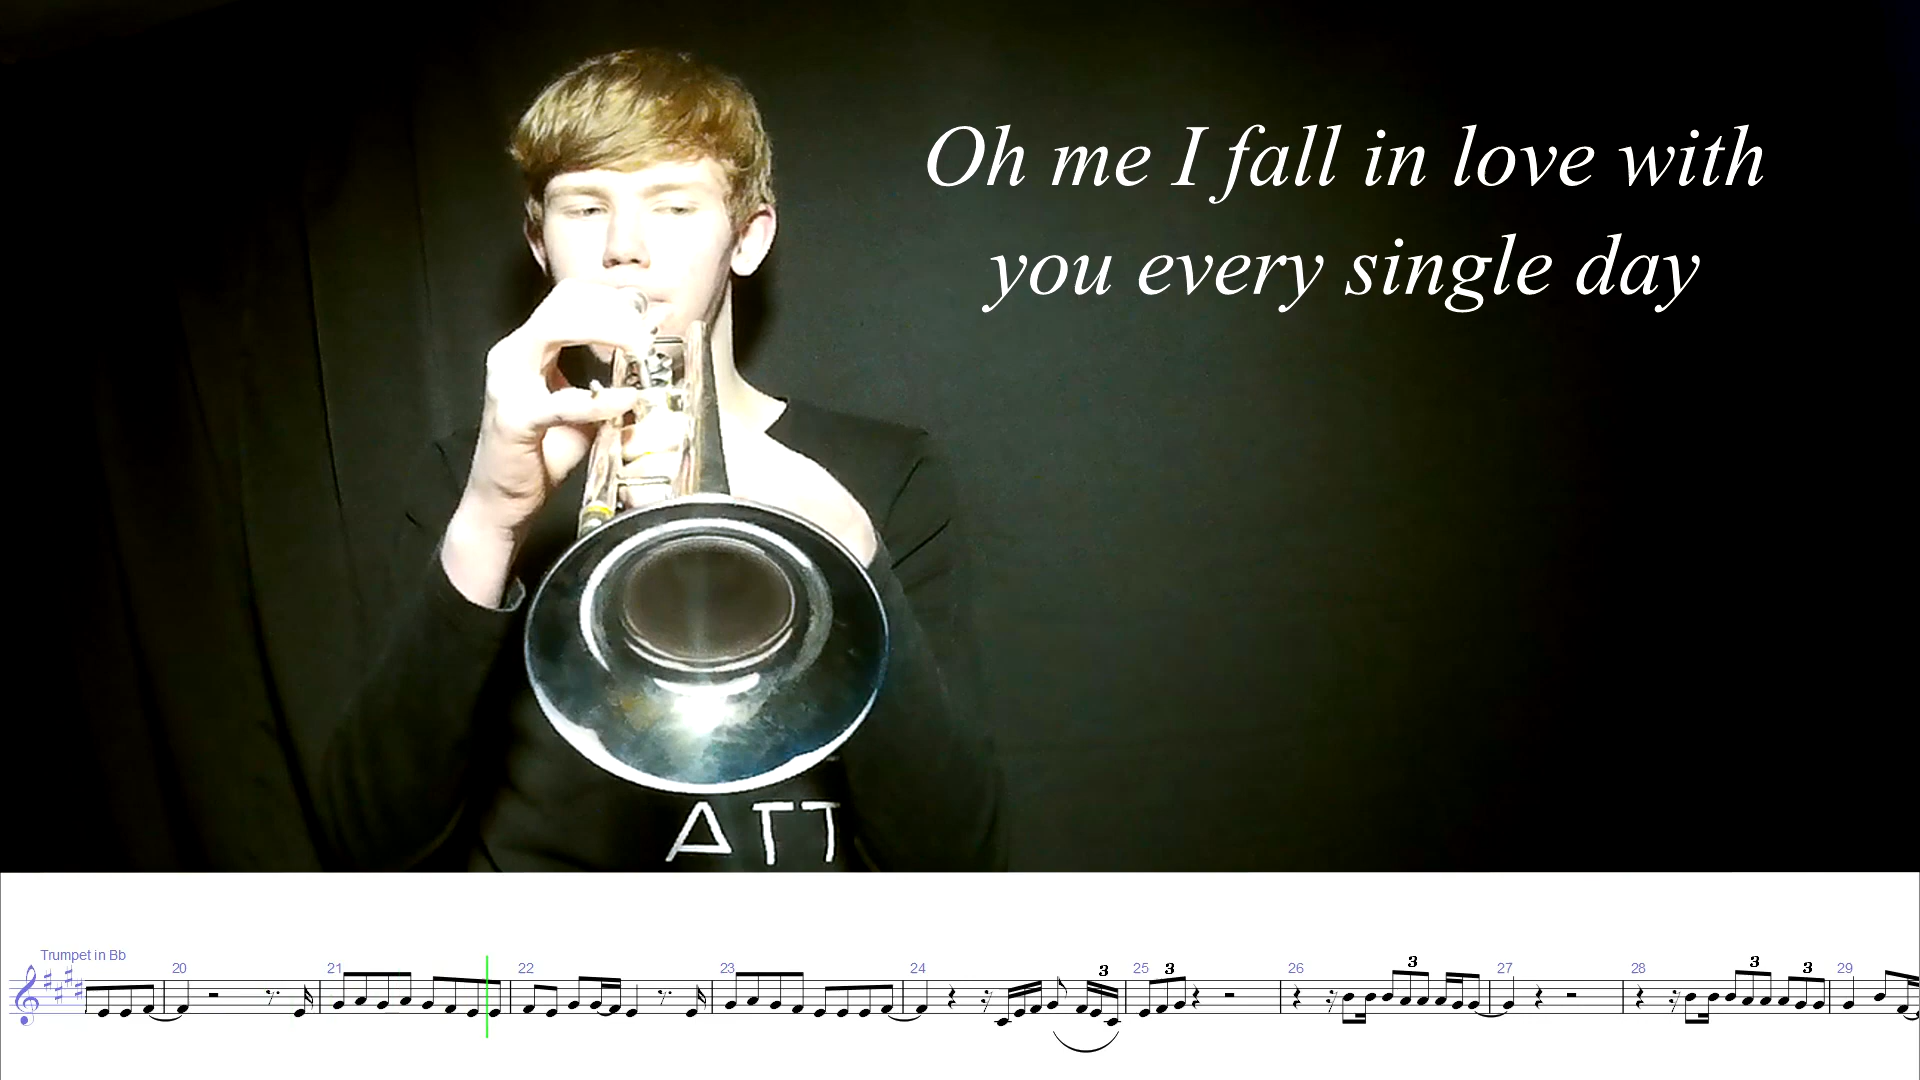 Oh me I fall in love with
you every single day
ATT
Trumpet in Bb
20 21 22 23 24 25 26 27 28 29
3 3 3 3 3